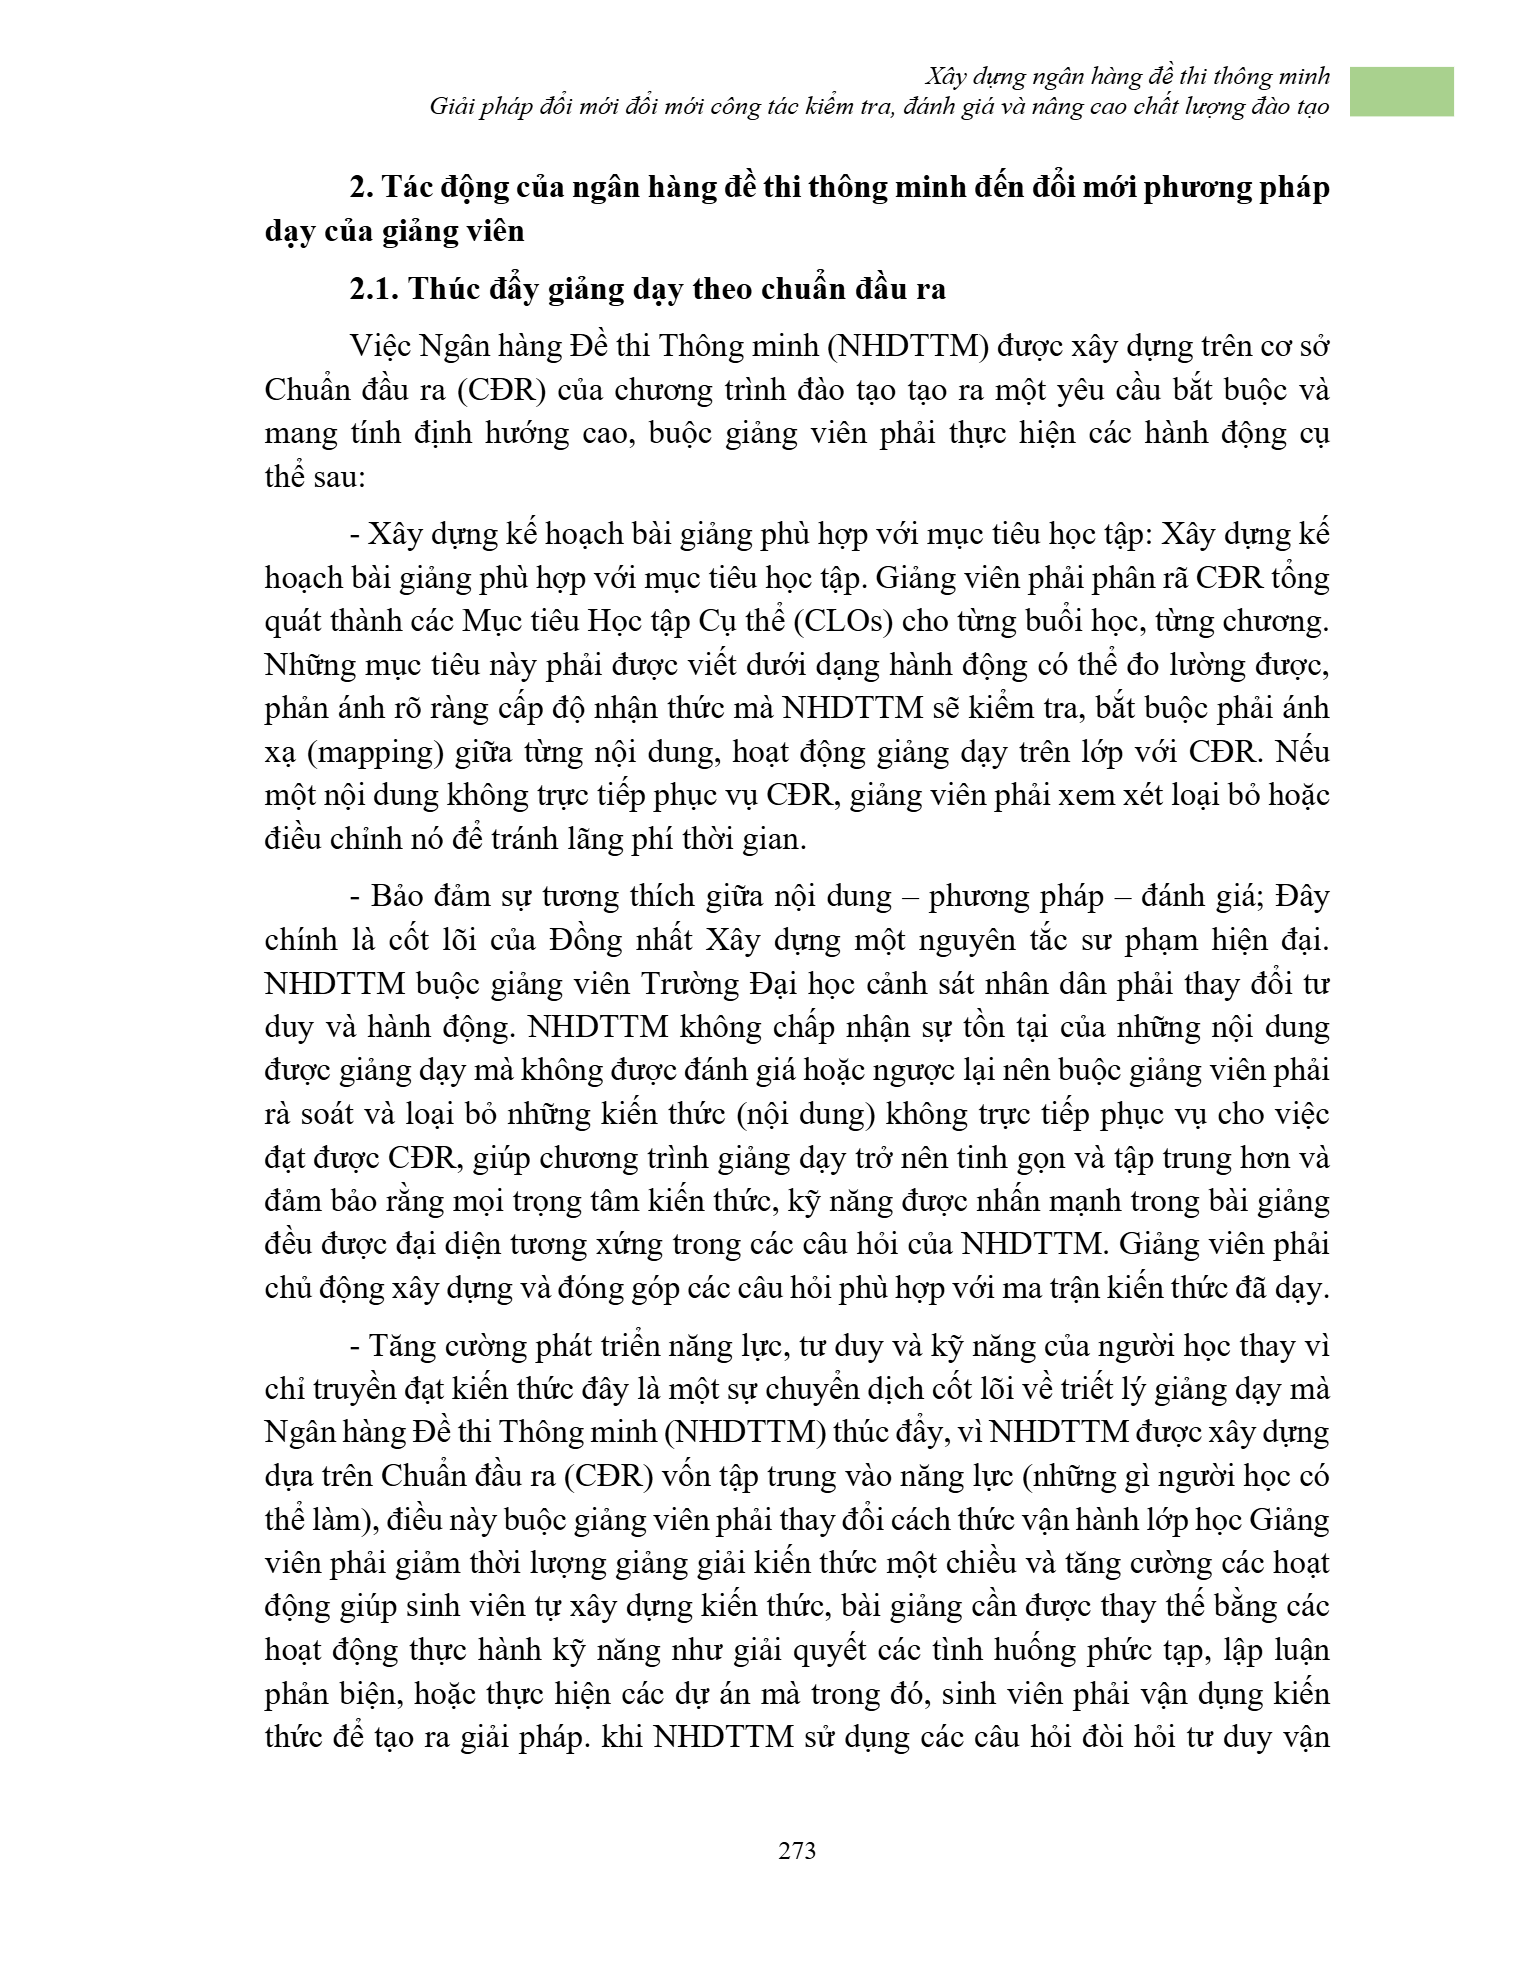 Xây dựng ngân hàng đề thi thông minh
Giải pháp đổi mới đổi mới công tác kiểm tra, đánh giá và nâng cao chất lượng đào tạo
2. Tác động của ngân hàng đề thi thông minh đến đổi mới phương pháp
dạy của giảng viên
2.1. Thúc đẩy giảng dạy theo chuẩn đầu ra
Việc Ngân hàng Đề thi Thông minh (NHDTTM) được xây dựng trên cơ sở
Chuẩn đầu ra (CĐR) của chương trình đào tạo tạo ra một yêu cầu bắt buộc và
mang tính định hướng cao, buộc giảng viên phải thực hiện các hành động cụ
thể sau:
- Xây dựng kế hoạch bài giảng phù hợp với mục tiêu học tập: Xây dựng kế
hoạch bài giảng phù hợp với mục tiêu học tập. Giảng viên phải phân rã CĐR tổng
quát thành các Mục tiêu Học tập Cụ thể (CLOs) cho từng buổi học, từng chương.
Những mục tiêu này phải được viết dưới dạng hành động có thể đo lường được,
phản ánh rõ ràng cấp độ nhận thức mà NHDTTM sẽ kiểm tra, bắt buộc phải ánh
xạ (mapping) giữa từng nội dung, hoạt động giảng dạy trên lớp với CĐR. Nếu
một nội dung không trực tiếp phục vụ CĐR, giảng viên phải xem xét loại bỏ hoặc
điều chỉnh nó để tránh lãng phí thời gian.
- Bảo đảm sự tương thích giữa nội dung – phương pháp – đánh giá; Đây
chính là cốt lõi của Đồng nhất Xây dựng một nguyên tắc sư phạm hiện đại.
NHDTTM buộc giảng viên Trường Đại học cảnh sát nhân dân phải thay đổi tư
duy và hành động. NHDTTM không chấp nhận sự tồn tại của những nội dung
được giảng dạy mà không được đánh giá hoặc ngược lại nên buộc giảng viên phải
rà soát và loại bỏ những kiến thức (nội dung) không trực tiếp phục vụ cho việc
đạt được CĐR, giúp chương trình giảng dạy trở nên tinh gọn và tập trung hơn và
đảm bảo rằng mọi trọng tâm kiến thức, kỹ năng được nhấn mạnh trong bài giảng
đều được đại diện tương xứng trong các câu hỏi của NHDTTM. Giảng viên phải
chủ động xây dựng và đóng góp các câu hỏi phù hợp với ma trận kiến thức đã dạy.
- Tăng cường phát triển năng lực, tư duy và kỹ năng của người học thay vì
chỉ truyền đạt kiến thức đây là một sự chuyển dịch cốt lõi về triết lý giảng dạy mà
Ngân hàng Đề thi Thông minh (NHDTTM) thúc đẩy, vì NHDTTM được xây dựng
dựa trên Chuẩn đầu ra (CĐR) vốn tập trung vào năng lực (những gì người học có
thể làm), điều này buộc giảng viên phải thay đổi cách thức vận hành lớp học Giảng
viên phải giảm thời lượng giảng giải kiến thức một chiều và tăng cường các hoạt
động giúp sinh viên tự xây dựng kiến thức, bài giảng cần được thay thế bằng các
hoạt động thực hành kỹ năng như giải quyết các tình huống phức tạp, lập luận
phản biện, hoặc thực hiện các dự án mà trong đó, sinh viên phải vận dụng kiến
thức để tạo ra giải pháp. khi NHDTTM sử dụng các câu hỏi đòi hỏi tư duy vận
273